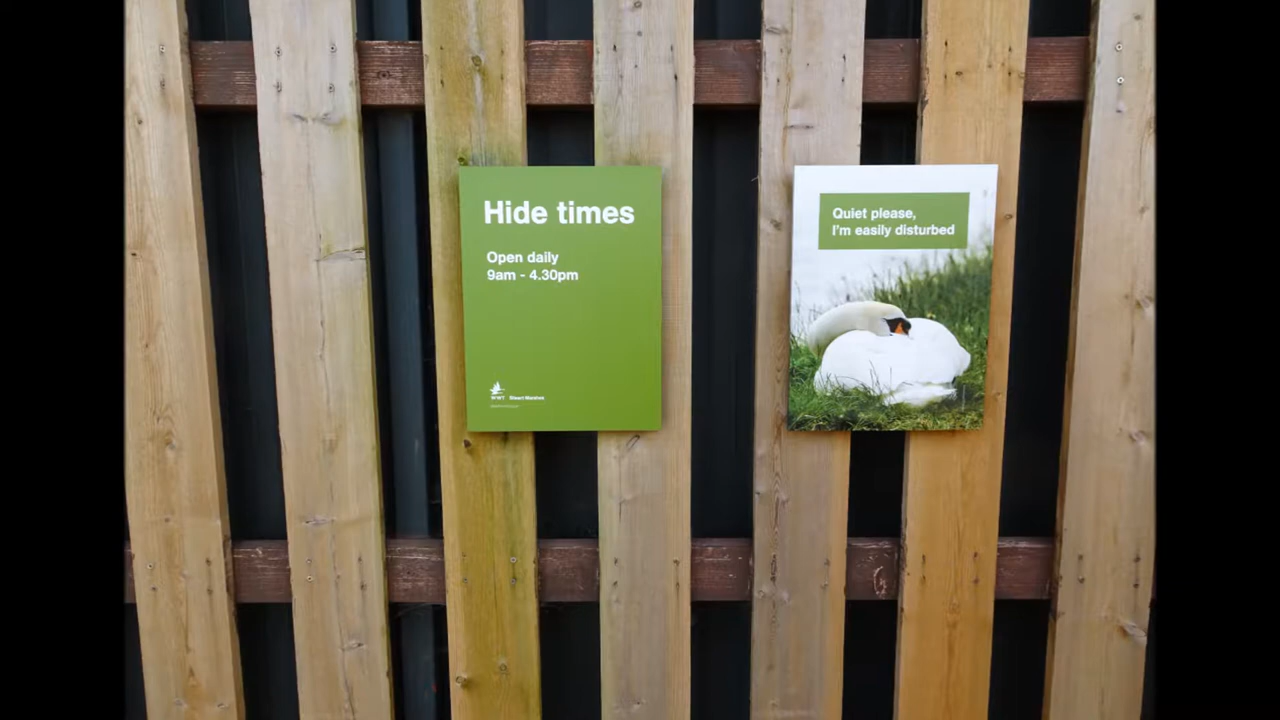 Hide times
Open daily
9am - 4.30pm
WWT
Quiet please,
I'm easily disturbed